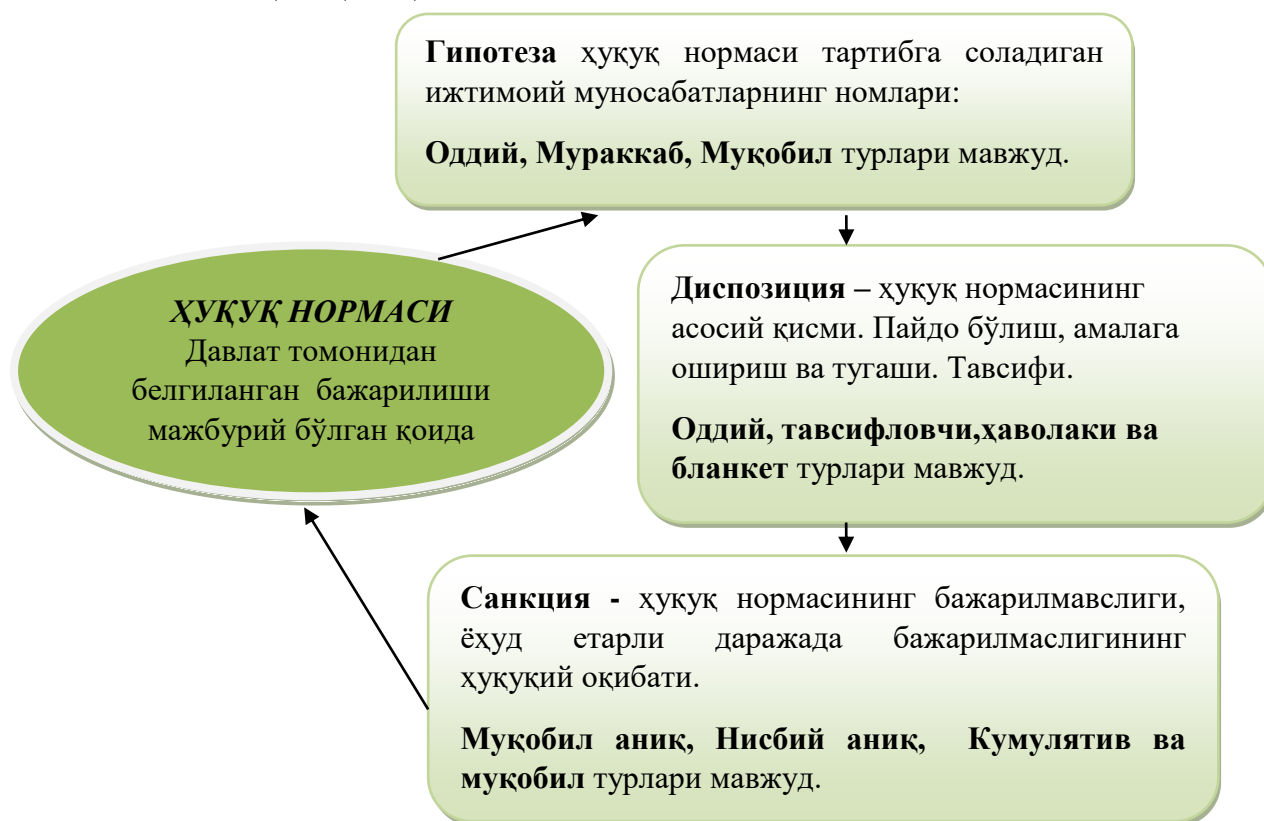 Гипотеза ҳуқуқ нормаси тартибга соладиган
ижтимоий муносабатларнинг номлари:
Оддий, Мураккаб, Муқобил турлари мавжуд.
ҲУҚУҚ НОРМАСИ
Давлат томонидан
белгиланган бажарилиши
мажбурий бўлган қоида
Диспозиция – ҳуқуқ нормасининг
асосий қисми. Пайдо бўлиш, амалага
ошириш ва тугаши. Тавсифи.
Оддий, тавсифловчи,ҳаволаки ва
бланкет турлари мавжуд.
Санкция - ҳуқуқ нормасининг бажарилмавслиги,
ёҳуд етарли даражада бажарилмаслигининг
ҳуқуқий оқибати.
Муқобил аниқ, Нисбий аниқ, Кумулятив ва
муқобил турлари мавжуд.